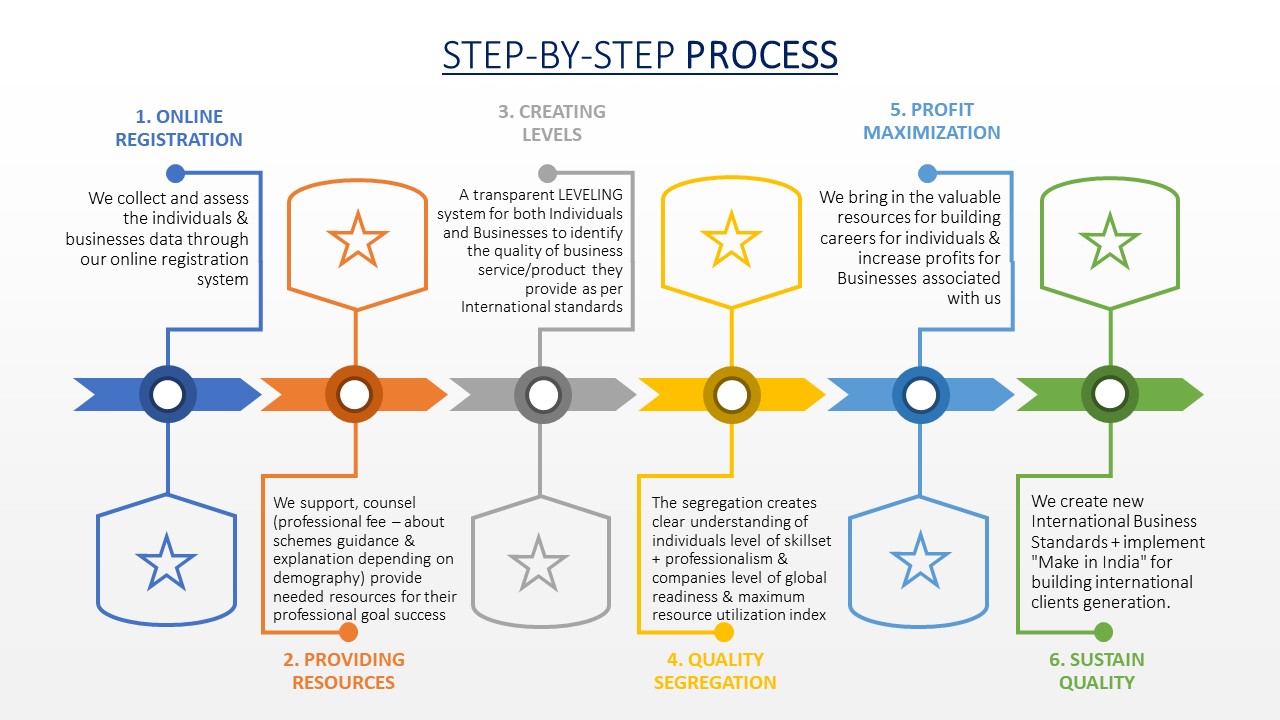 STEP-BY-STEP PROCESS
1. ONLINE
REGISTRATION
We collect and assess
the individuals &
businesses data through
our online registration
system
We support, counsel
(professional fee – about
schemes guidance &
explanation depending on
demography) provide
needed resources for their
professional goal success
2. PROVIDING
RESOURCES
3. CREATING
LEVELS
A transparent LEVELING
system for both Individuals
and Businesses to identify
the quality of business
service/product they
provide as per
International standards
The segregation creates
clear understanding of
individuals level of skillset
+ professionalism &
companies level of global
readiness & maximum
resource utilization index
4. QUALITY
SEGREGATION
5. PROFIT
MAXIMIZATION
We bring in the valuable
resources for building
careers for individuals &
increase profits for
Businesses associated
with us
We create new
International Business
Standards + implement
"Make in India" for
building international
clients generation.
6. SUSTAIN
QUALITY